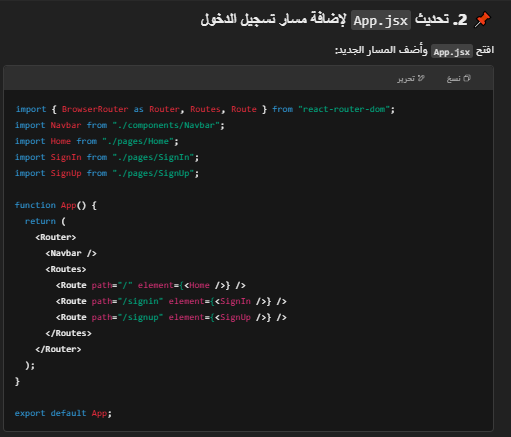 📌 2. تحديث App.jsx لإضافة مسار تسجيل الدخول
افتح App.jsx وأضف المسار الجديد:
نسخ تحرير
import { BrowserRouter as Router, Routes, Route } from "react-router-dom";
import Navbar from "./components/Navbar";
import Home from "./pages/Home";
import SignIn from "./pages/SignIn";
import SignUp from "./pages/SignUp";
function App() {
return (
<Router>
<Navbar />
<Routes>
<Route path="/" element={<Home />} />
<Route path="/signin" element={<SignIn />} />
<Route path="/signup" element={<SignUp />} />
</Routes>
</Router>
);
}
export default App;